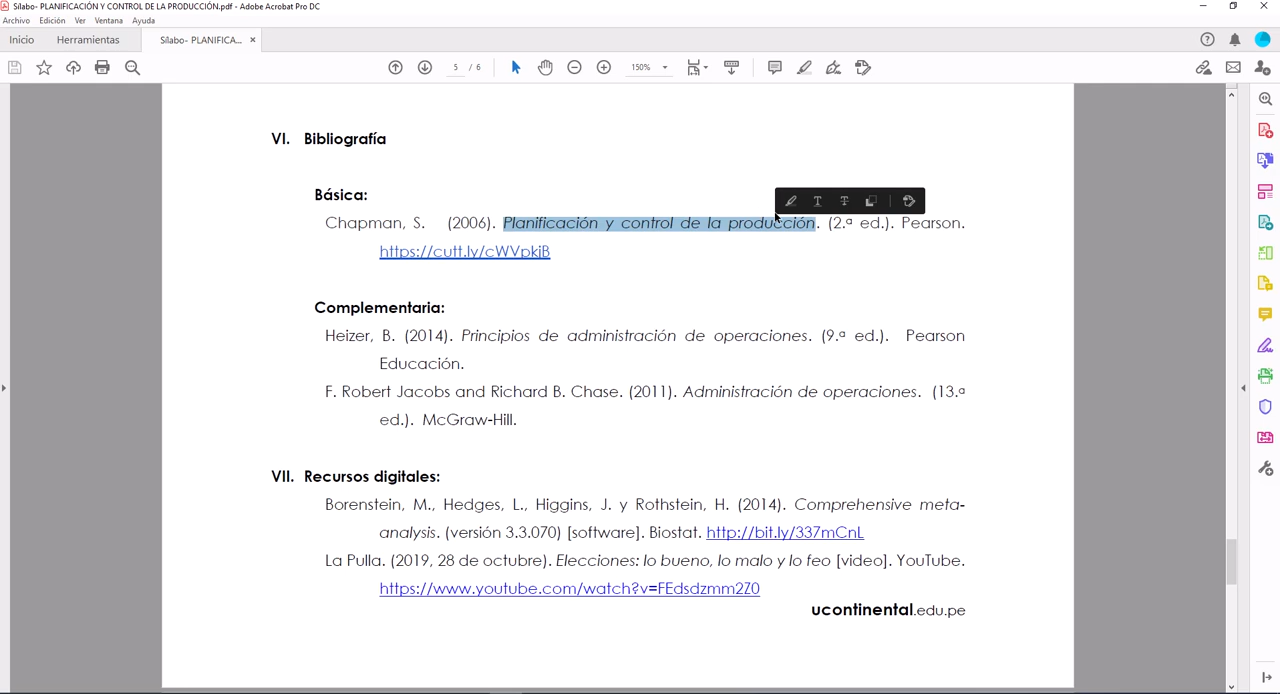 Sílabo- PLANIFICACIÓN Y CONTROL DE LA PRODUCCIÓN.pdf - Adobe Acrobat Pro DC
Archivo Edición Ver Ventana Ayuda
Inicio Herramientas Sílabo- PLANIFICA... ×
5 / 6 150%
VI. Bibliografía
Básica:
Chapman, S. (2006). Planificación y control de la producción. (2.ª ed.). Pearson.
https://cutt.ly/cWVpkjB
Complementaria:
Heizer, B. (2014). Principios de administración de operaciones. (9.ª ed.). Pearson
Educación.
F. Robert Jacobs and Richard B. Chase. (2011). Administración de operaciones. (13.ª
ed.). McGraw-Hill.
VII. Recursos digitales:
Borenstein, M., Hedges, L., Higgins, J. y Rothstein, H. (2014). Comprehensive meta-
analysis. (versión 3.3.070) [software]. Biostat. http://bit.ly/337mCnL
La Pulla. (2019, 28 de octubre). Elecciones: lo bueno, lo malo y lo feo [video]. YouTube.
https://www.youtube.com/watch?v=FEdsdzmm2Z0
ucontinental.edu.pe